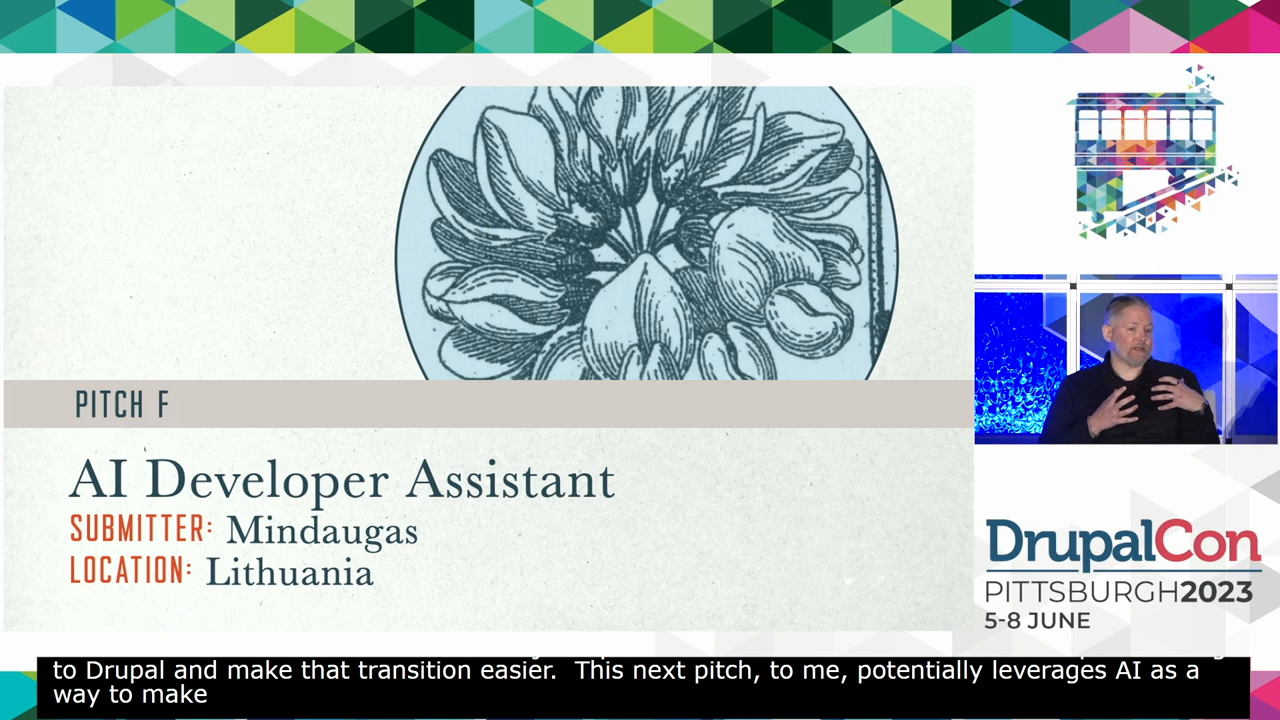 PITCH F
AI Developer Assistant
SUBMITTER: Mindaugas
LOCATION: Lithuania
DrupalCon
PITTSBURGH2023
5-8 JUNE
to Drupal and make that transition easier. This next pitch, to me, potentially leverages AI as a
way to make